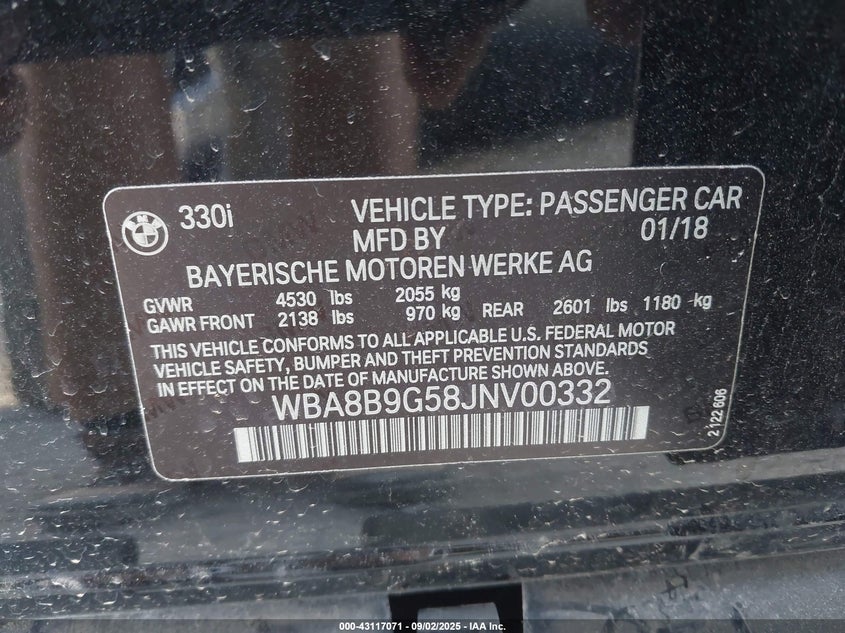 330i VEHICLE TYPE: PASSENGER CAR
MFD BY 01/18
BAYERISCHE MOTOREN WERKE AG
GVWR 4530 lbs 2055 kg
GAWR FRONT 2138 lbs 970 kg REAR 2601 lbs 1180 kg
THIS VEHICLE CONFORMS TO ALL APPLICABLE U.S. FEDERAL MOTOR
VEHICLE SAFETY, BUMPER AND THEFT PREVENTION STANDARDS
IN EFFECT ON THE DATE OF MANUFACTURE SHOWN ABOVE.
WBA8B9G58JNV00332
2122606
000-43117071 - 09/02/2025 - IAA Inc.